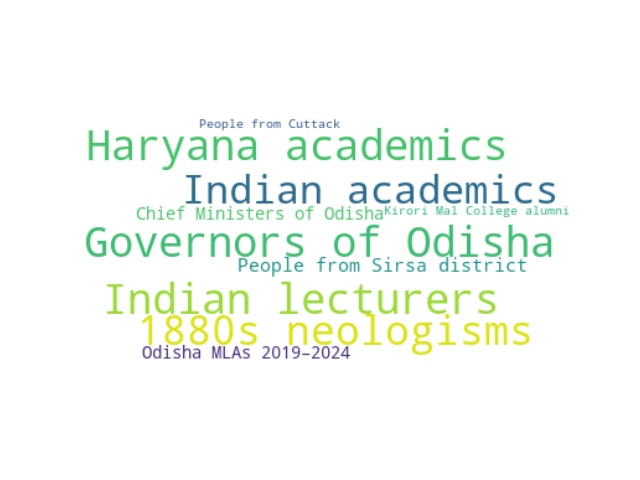 People from Cuttack
Haryana academics
Indian academics
Chief Ministers of Odisha
Kirori Mal College alumni
Governors of Odisha
People from Sirsa district
Indian lecturers
1880s neologisms
Odisha MLAs 2019–2024